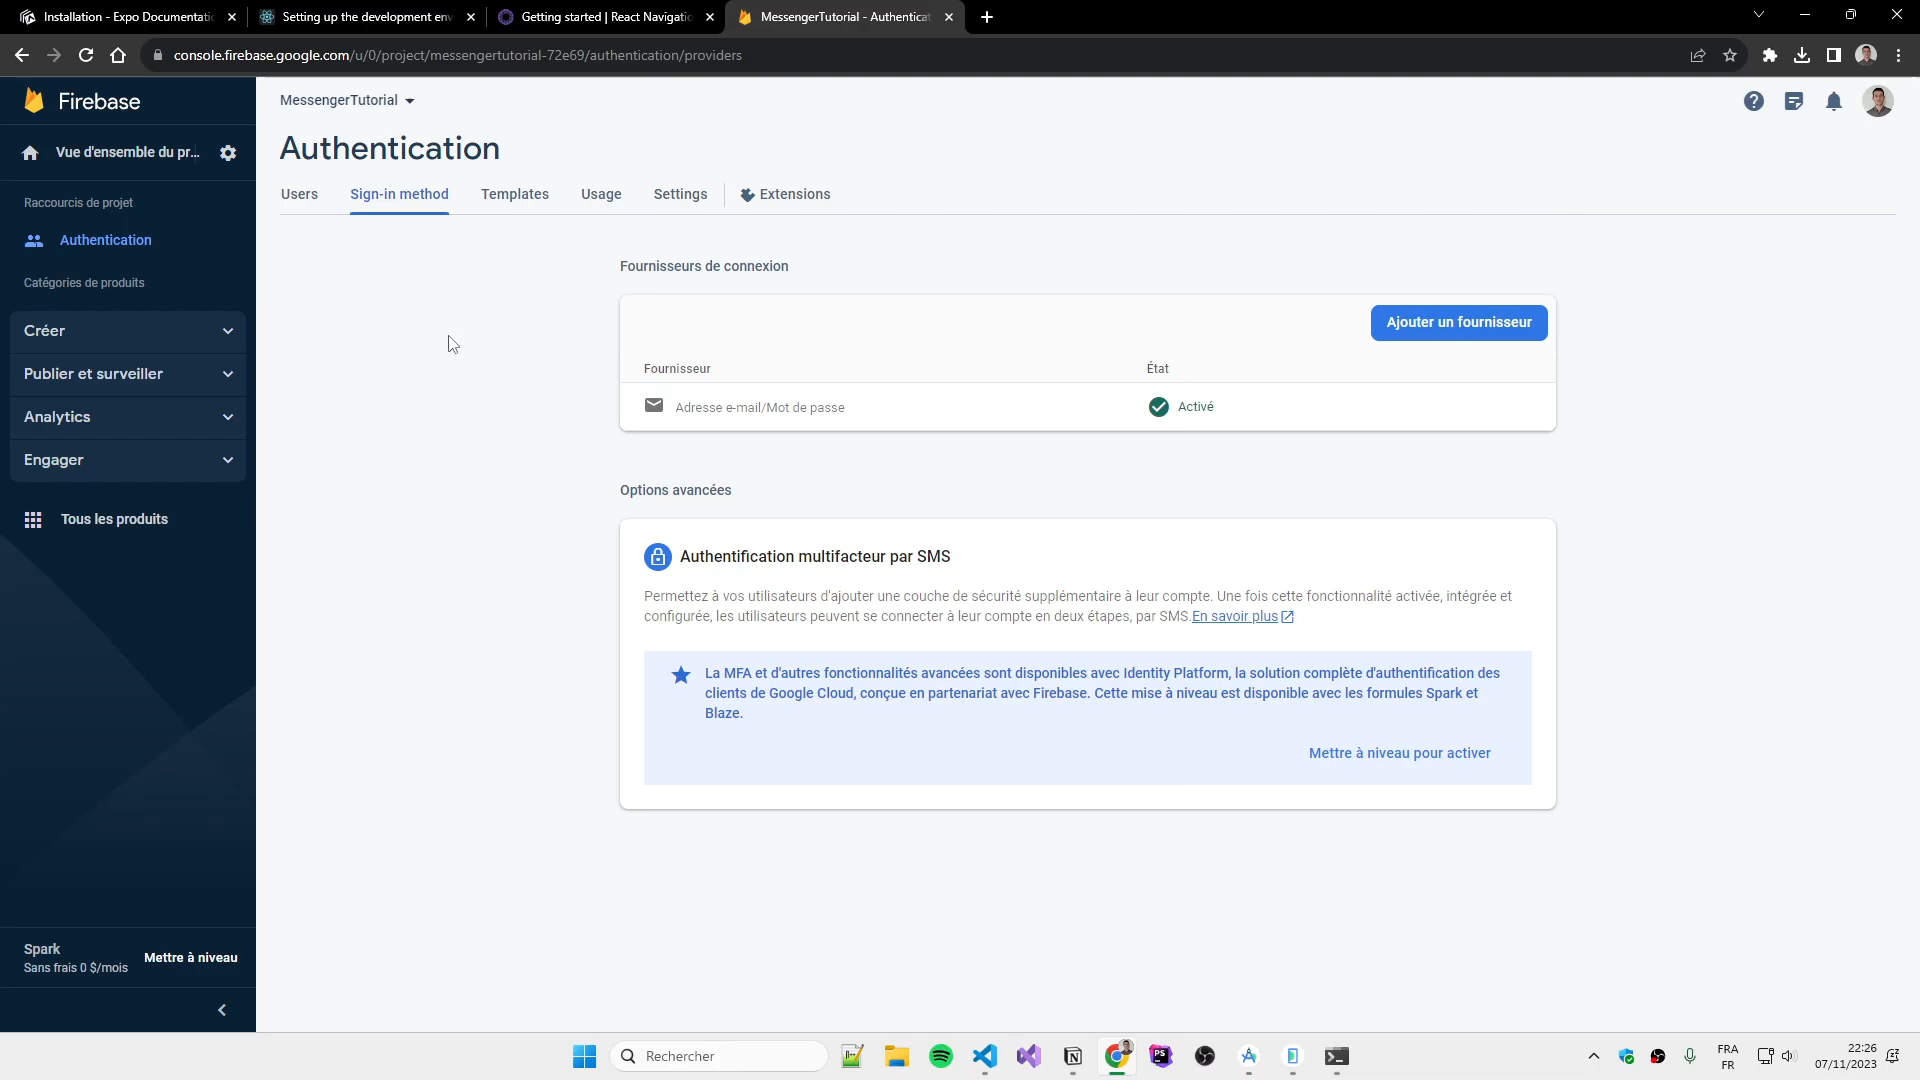 Installation - Expo Documentatic
Setting up the development env
Getting started | React Navigatio
MessengerTutorial - Authenticat
console.firebase.google.com/u/0/project/messengertutorial-72e69/authentication/providers
Firebase
MessengerTutorial
Vue d'ensemble du pr...
Authentication
Users
Sign-in method
Templates
Usage
Settings
Extensions
Raccourcis de projet
Authentication
Catégories de produits
Créer
Publier et surveiller
Analytics
Engager
Tous les produits
Fournisseurs de connexion
Ajouter un fournisseur
Fournisseur
État
Adresse e-mail/Mot de passe
Activé
Options avancées
Authentification multifacteur par SMS
Permettez à vos utilisateurs d'ajouter une couche de sécurité supplémentaire à leur compte. Une fois cette fonctionnalité activée, intégrée et
configurée, les utilisateurs peuvent se connecter à leur compte en deux étapes, par SMS.En savoir plus
La MFA et d'autres fonctionnalités avancées sont disponibles avec Identity Platform, la solution complète d'authentification des
clients de Google Cloud, conçue en partenariat avec Firebase. Cette mise à niveau est disponible avec les formules Spark et
Blaze.
Mettre à niveau pour activer
Spark
Sans frais 0 $/mois
Mettre à niveau
Rechercher
FRA
FR
22:26
07/11/2023